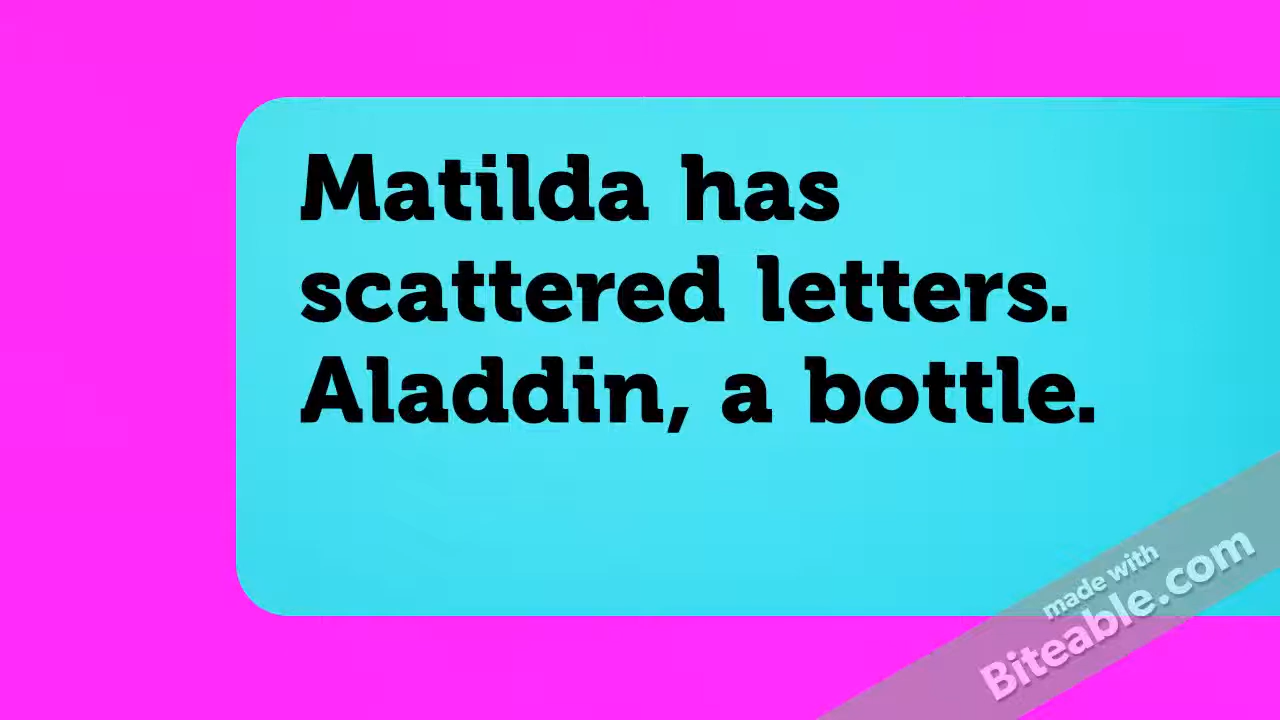 Matilda has
scattered letters.
Aladdin, a bottle.
made with
Biteable.com